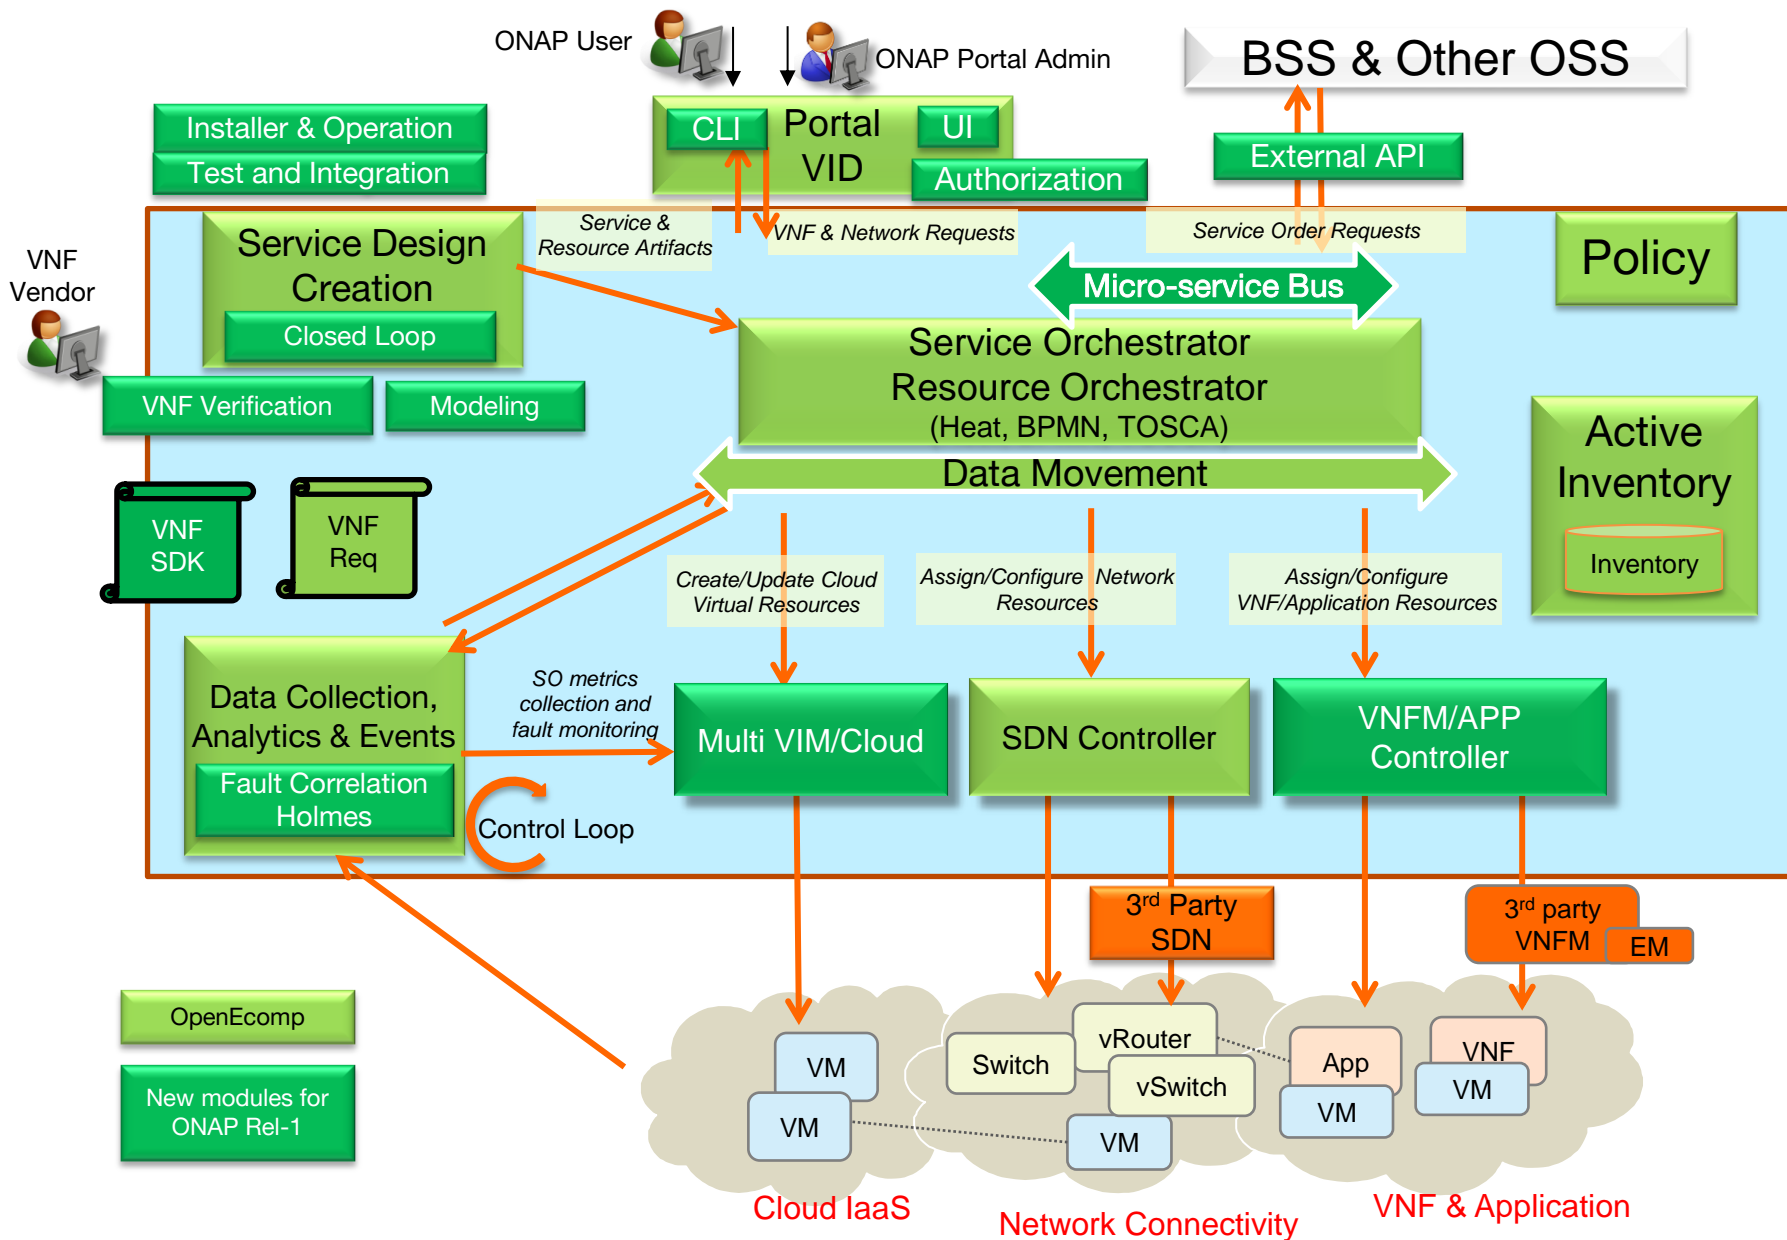 ONAP User
ONAP Portal Admin
BSS & Other OSS
Installer & Operation
Test and Integration
CLI
Portal
VID
UI
Authorization
External API
Service Design
Creation
Closed Loop
Service &
Resource Artifacts
VNF & Network Requests
Service Order Requests
Policy
VNF
Vendor
Micro-service Bus
Service Orchestrator
Resource Orchestrator
(Heat, BPMN, TOSCA)
VNF Verification
Modeling
Data Movement
Active
Inventory
Inventory
VNF
SDK
VNF
Req
Create/Update Cloud
Virtual Resources
Assign/Configure Network
Resources
Assign/Configure
VNF/Application Resources
Data Collection,
Analytics & Events
Fault Correlation
Holmes
SO metrics
collection and
fault monitoring
Control Loop
Multi VIM/Cloud
SDN Controller
VNFM/APP
Controller
3rd Party
SDN
3rd party
VNFM
EM
OpenEcomp
New modules for
ONAP Rel-1
VM
VM
Switch
vRouter
vSwitch
VM
App
VM
VNF
VM
Cloud IaaS
Network Connectivity
VNF & Application